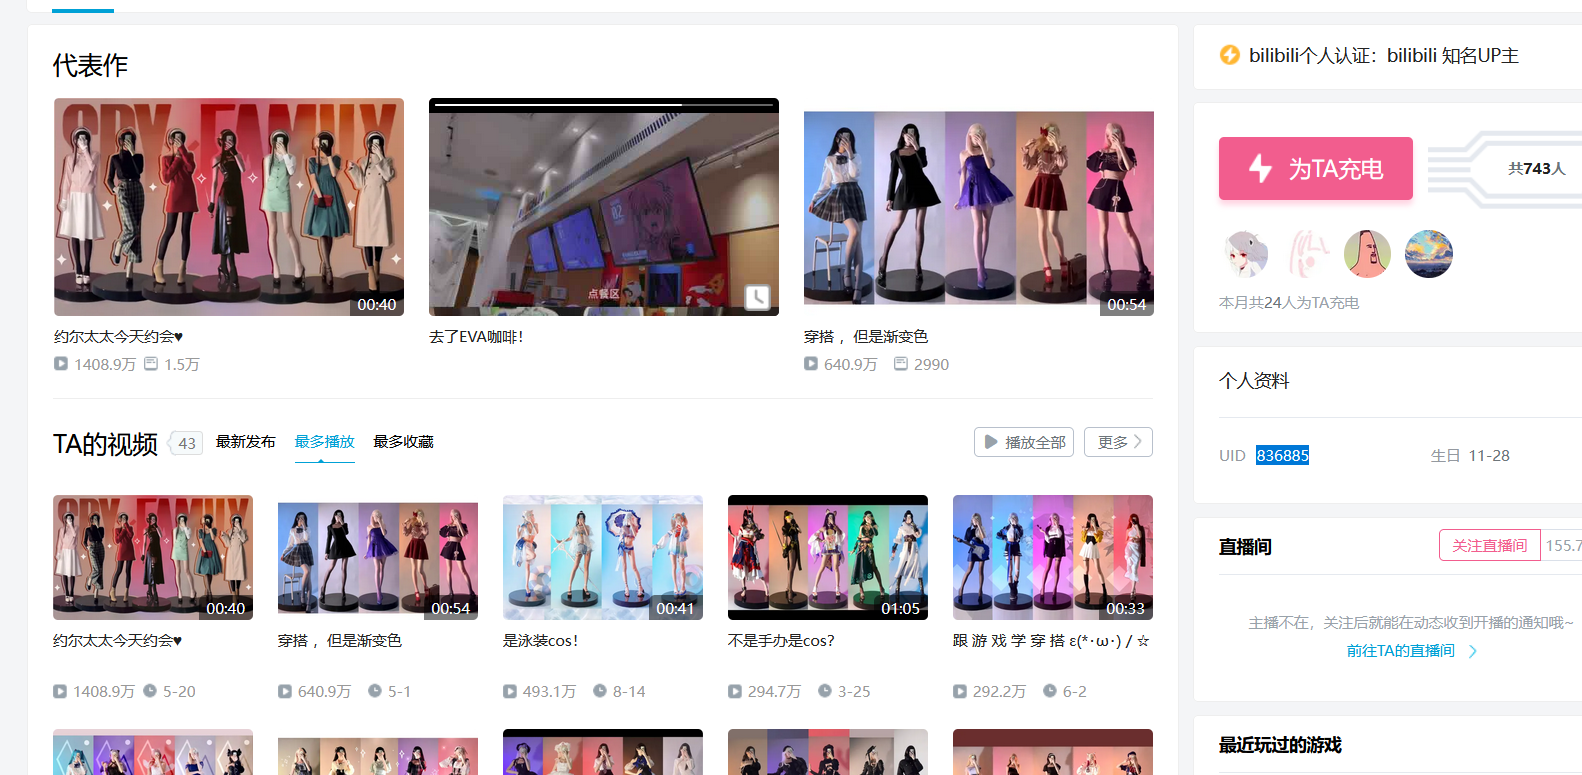 代表作
SPY FAMILY
00:40
约尔太太今天约会♥
1408.9万 1.5万
02
点餐区
去了EVA咖啡！
00:54
穿搭 ，但是渐变色
640.9万 2990
TA的视频 43 最新发布 最多播放 最多收藏
播放全部 更多
SPY FAMILY
00:40
约尔太太今天约会♥
1408.9万 5-20
00:54
穿搭 ，但是渐变色
640.9万 5-1
00:41
是泳装cos！
493.1万 8-14
01:05
不是手办是cos？
294.7万 3-25
00:33
跟 游 戏 学 穿 搭 ε(*･ω･) / ☆
292.2万 6-2
bilibili个人认证：bilibili 知名UP主
为TA充电
共743人
本月共24人为TA充电
个人资料
UID 836885 生日 11-28
直播间
关注直播间 155.7
主播不在，关注后就能在动态收到开播的通知哦~
前往TA的直播间
最近玩过的游戏